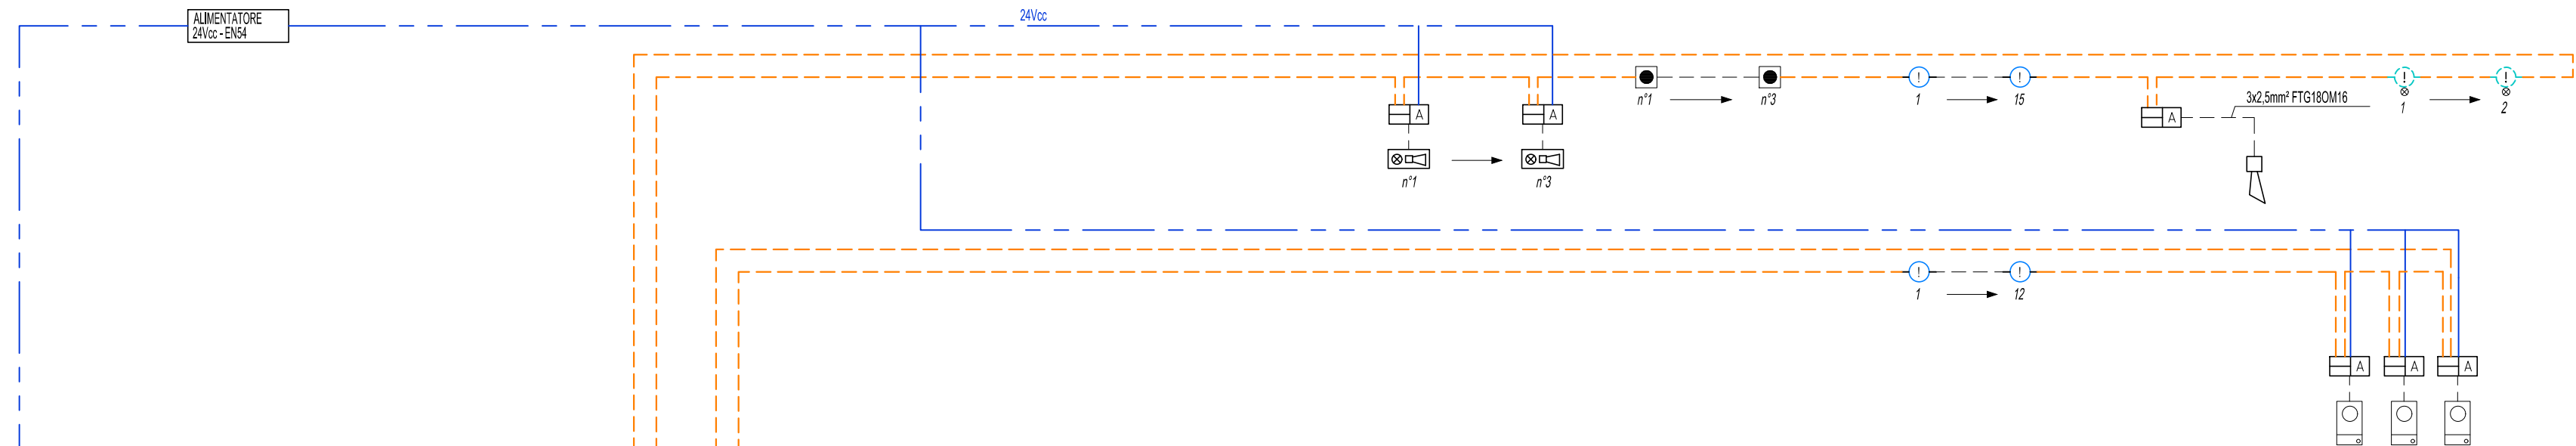 ALIMENTATORE
24Vcc - EN54
24Vcc
n°1
n°3
1
15
3x2,5mm² FTG18OM16
1
2
A
A
A
n°1
n°3
1
12
A
A
A